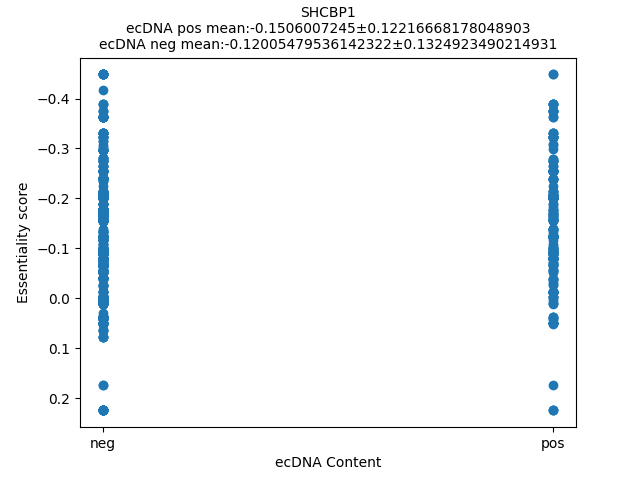 SHCBP1
ecDNA pos mean:-0.1506007245±0.12216668178048903
ecDNA neg mean:-0.12005479536142322±0.1324923490214931
−0.4
−0.3
−0.2
−0.1
0.0
0.1
0.2
Essentiality score
neg
pos
ecDNA Content